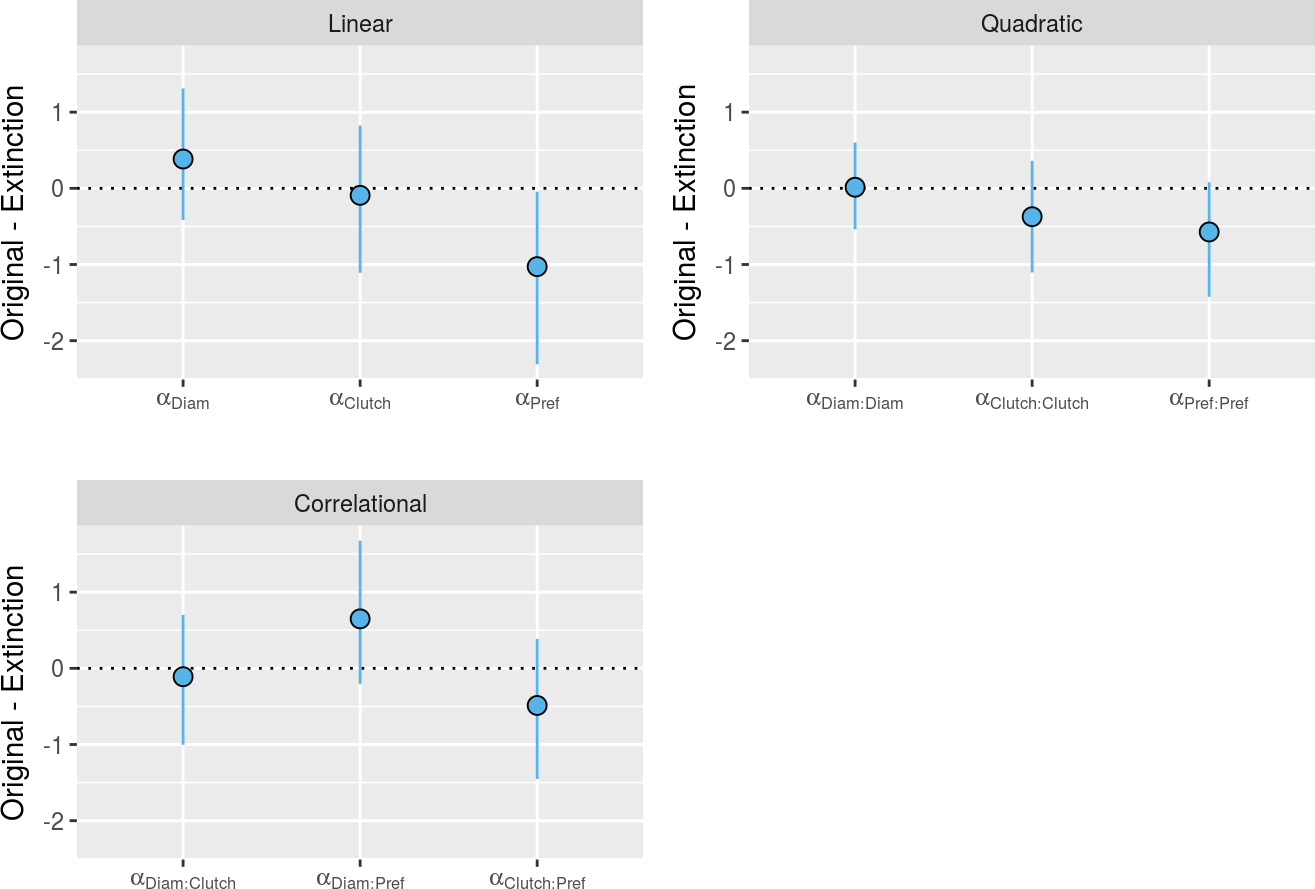 Linear
Original - Extinction
1
0
-1
-2
αDiam αClutch αPref
Quadratic
Original - Extinction
1
0
-1
-2
αDiam:Diam αClutch:Clutch αPref:Pref
Correlational
Original - Extinction
1
0
-1
-2
αDiam:Clutch αDiam:Pref αClutch:Pref